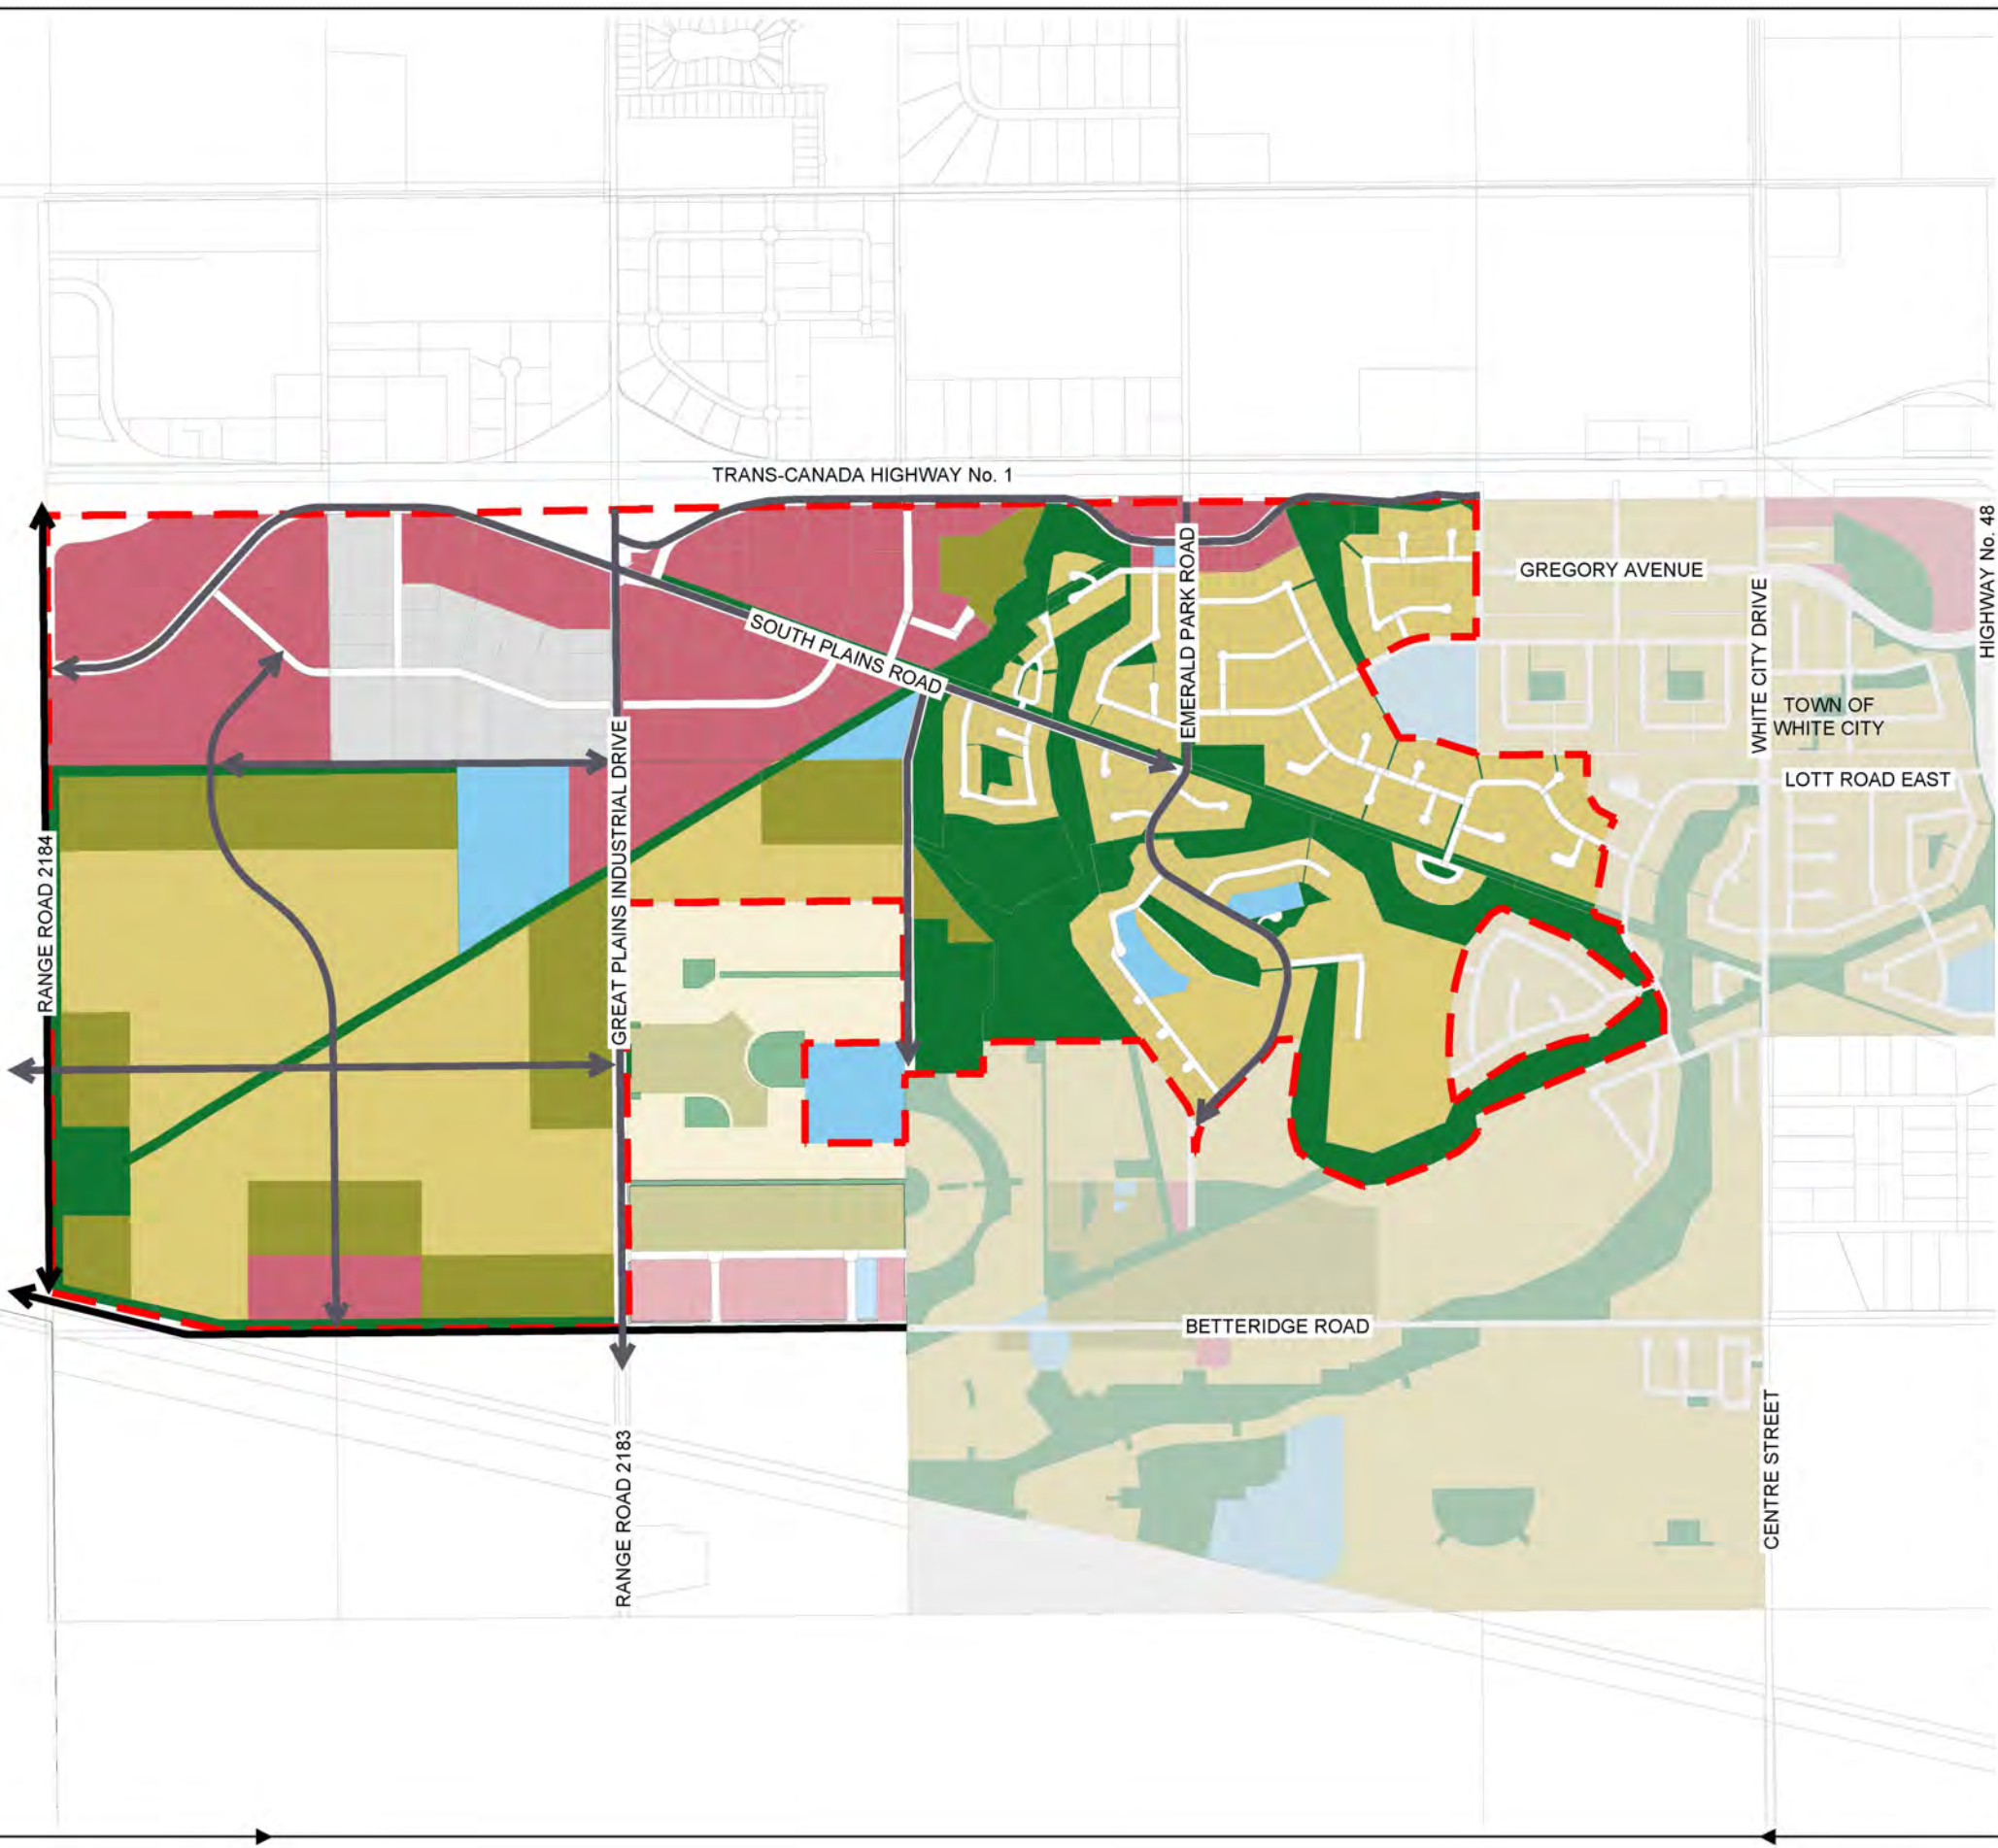 TRANS-CANADA HIGHWAY No. 1
HIGHWAY No. 48
GREGORY AVENUE
EMERALD PARK ROAD
WHITE CITY DRIVE
SOUTH PLAINS ROAD
TOWN OF
WHITE CITY
LOTT ROAD EAST
GREAT PLAINS INDUSTRIAL DRIVE
RANGE ROAD 2184
BETTERIDGE ROAD
CENTRE STREET
RANGE ROAD 2183